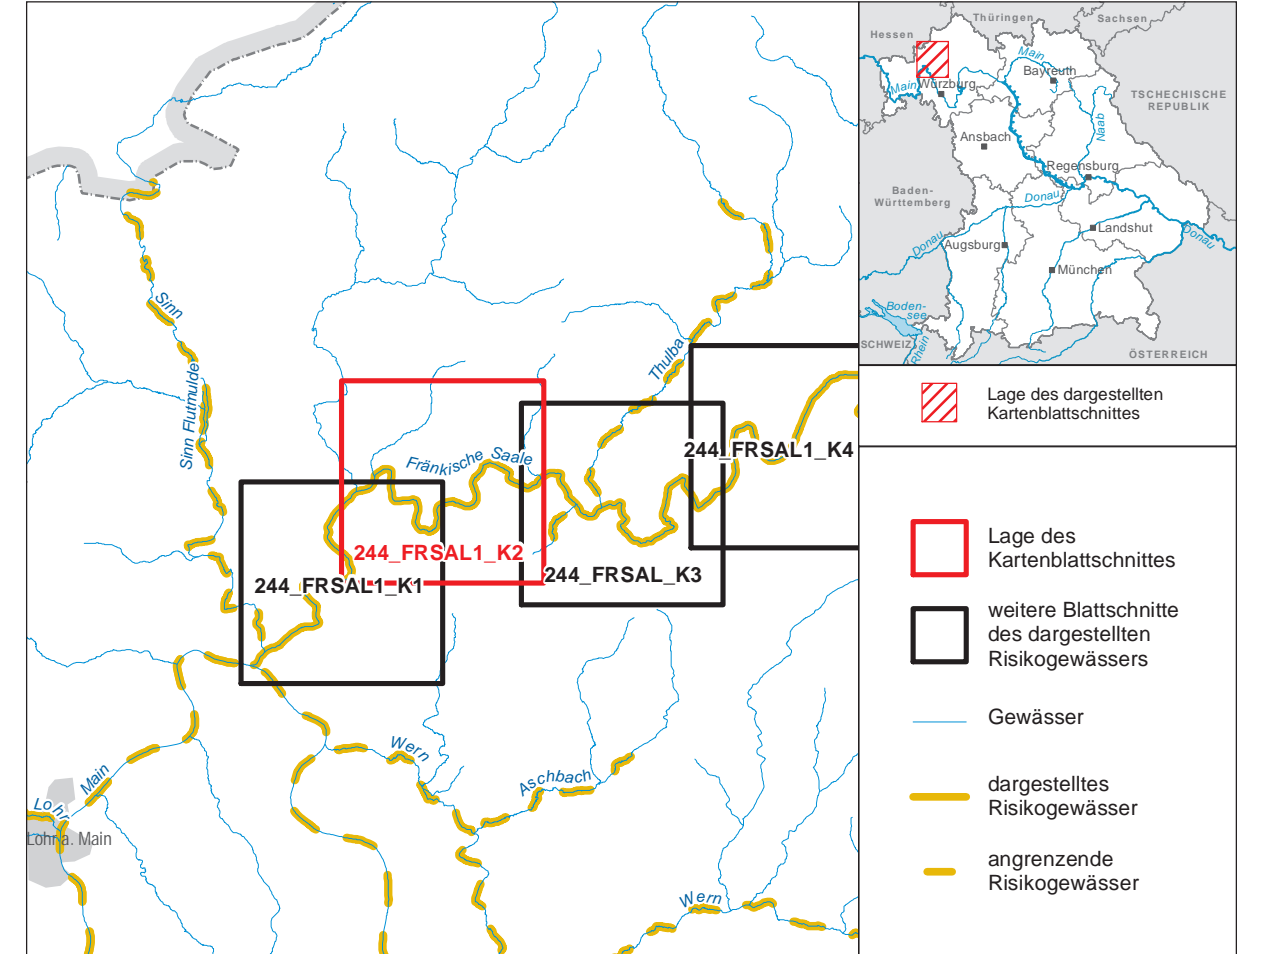 Sinn
Sinn Flutmulde
Thulba
Fränkische Saale
244_FRSAL1_K4
244_FRSAL1_K2
244_FRSAL_K3
244_FRSAL1_K1
Wern
Aschbach
Main
Lohr
Lohr a. Main
Wern
Thüringen
Sachsen
Hessen
Main
Bayreuth
Main
Würzburg
TSCHECHISCHE
REPUBLIK
Naab
Ansbach
Regensburg
Baden-
Württemberg
Donau
Landshut
Donau
Augsburg
Donau
München
Boden-
see
SCHWEIZ
Rhein
ÖSTERREICH
Lage des dargestellten
Kartenblattschnittes
Lage des
Kartenblattschnittes
weitere Blattschnitte
des dargestellten
Risikogewässers
Gewässer
dargestelltes
Risikogewässer
angrenzende
Risikogewässer